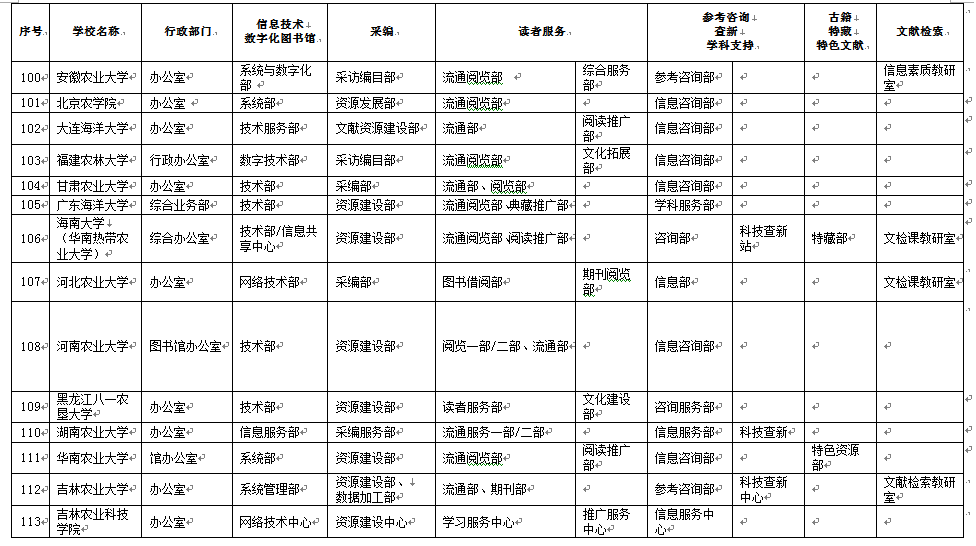 序号 学校名称 行政部门 信息技术 数字化图书馆 采编 读者服务 参考咨询 查新 学科支持 古籍 特藏 特色文献 文献检索
100 安徽农业大学 办公室 系统与数字化部 采访编目部 流通阅览部 综合服务部 参考咨询部 信息素质教研室
101 北京农学院 办公室 系统部 资源发展部 流通阅览部 信息咨询部
102 大连海洋大学 办公室 技术服务部 文献资源建设部 流通部 阅读推广部 信息咨询部
103 福建农林大学 行政办公室 数字技术部 采访编目部 流通阅览部 文化拓展部 信息咨询部
104 甘肃农业大学 办公室 技术部 采编部 流通部、阅览部 信息咨询部
105 广东海洋大学 综合业务部 技术部 资源建设部 流通阅览部、典藏推广部 学科服务部
106 海南大学（华南热带农业大学） 综合办公室 技术部/信息共享中心 资源建设部 流通阅览部、阅读推广部 咨询部 科技查新站 特藏部 文检课教研室
107 河北农业大学 办公室 网络技术部 采编部 图书借阅部 期刊阅览部 信息部 文检课教研室
108 河南农业大学 图书馆办公室 技术部 资源建设部 阅览一部/二部、流通部 信息咨询部
109 黑龙江八一农垦大学 办公室 技术部 资源建设部 读者服务部 文化建设部 咨询服务部
110 湖南农业大学 办公室 信息服务部 采编服务部 流通服务一部/二部 信息服务部 科技查新
111 华南农业大学 馆办公室 系统部 资源建设部 流通阅览部 阅读推广部 信息咨询部 特色资源部
112 吉林农业大学 办公室 系统管理部 资源建设部、数据加工部 流通部、期刊部 参考咨询部 科技查新中心 文献检索教研室
113 吉林农业科技学院 办公室 网络技术中心 资源建设中心 学习服务中心 推广服务中心 信息服务中心